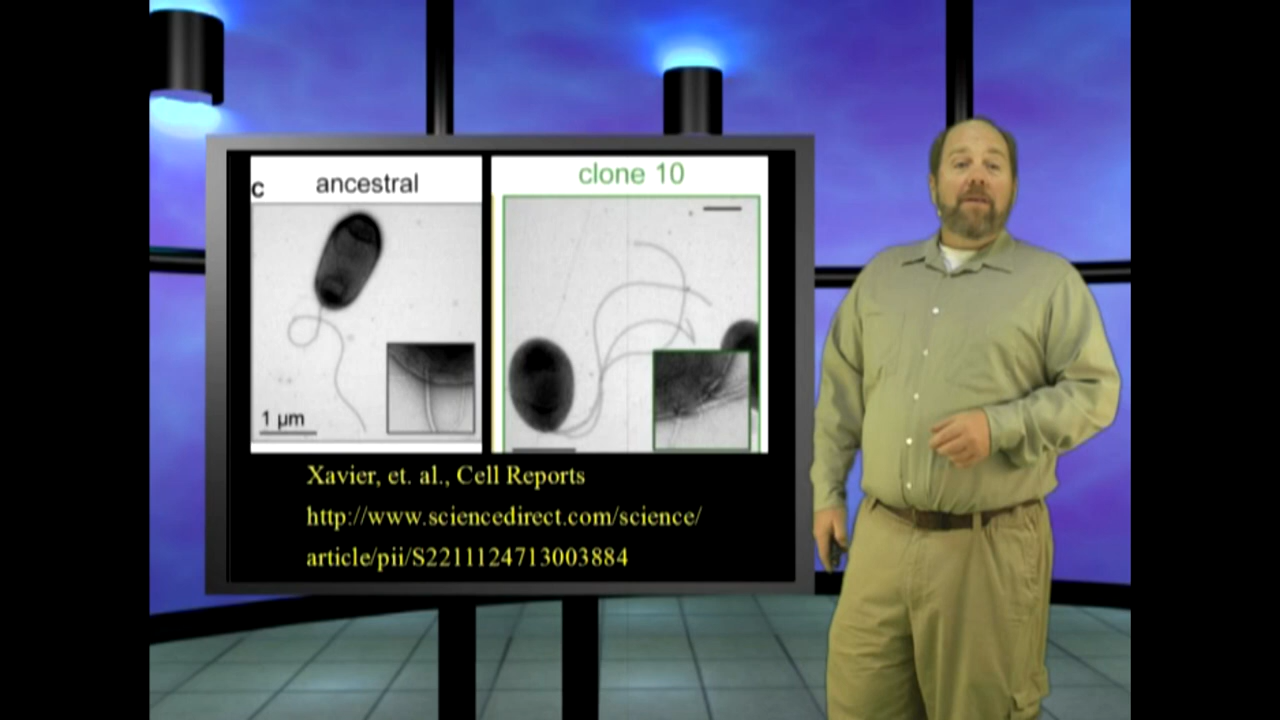 c
ancestral
clone 10
1 µm
Xavier, et. al., Cell Reports
http://www.sciencedirect.com/science/
article/pii/S2211124713003884